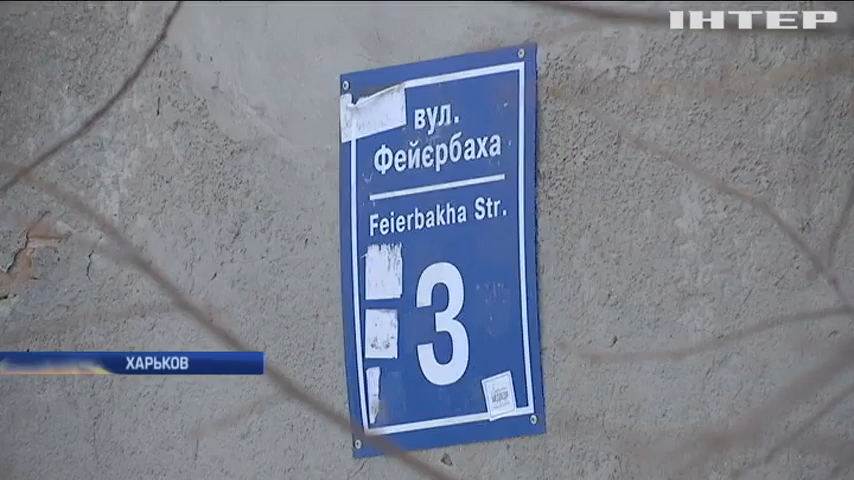 ІНТЕР
вул.
Фейєрбаха
Feierbakha Str.
3
ХАРЬКОВ